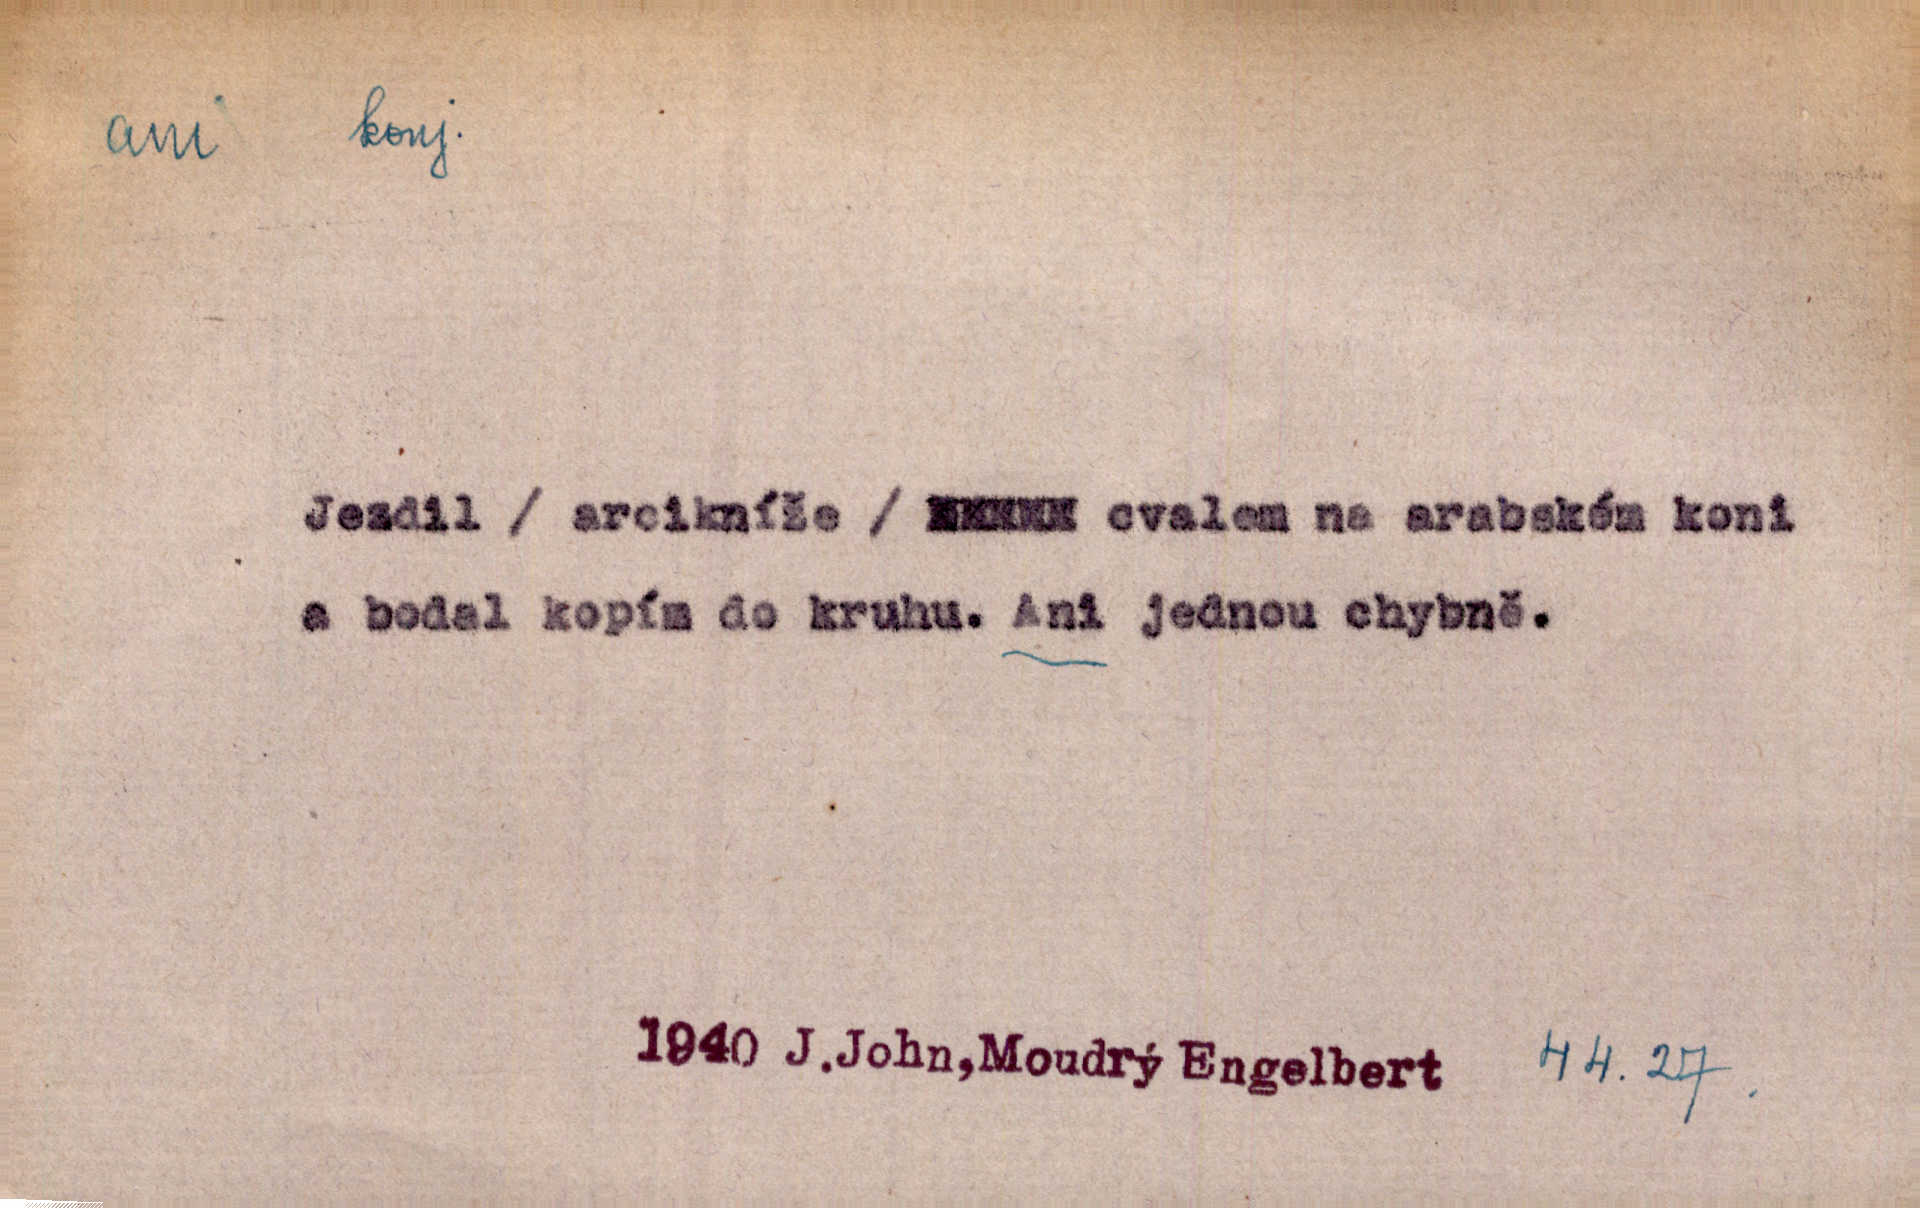 ani konj.
Jezdil / arcikníže / cvalem na arabském koni
a bodal kopím do kruhu. Ani jednou chybně.
1940 J.John,Moudrý Engelbert 44.27.